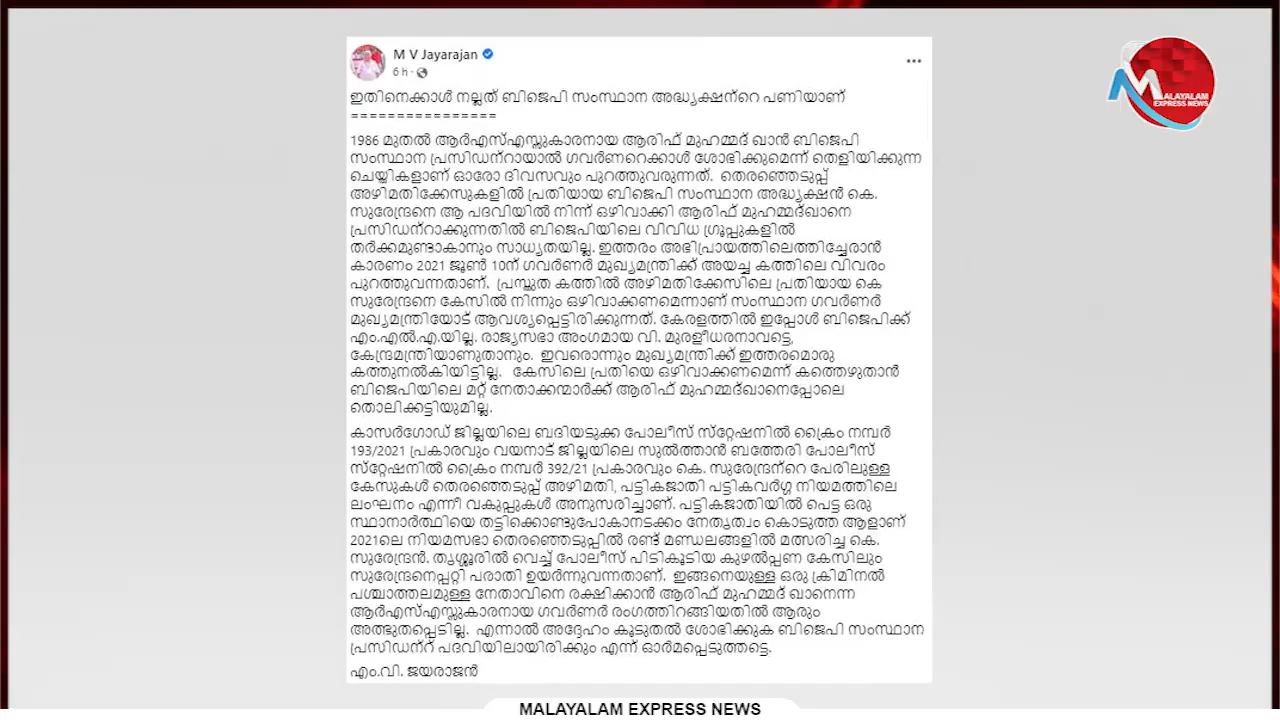 M V Jayarajan
6 h ·
MALAYALAM
EXPRESS NEWS
ഇതിനെക്കാൾ നല്ലത് ബിജെപി സംസ്ഥാന അദ്ധ്യക്ഷന്റെ പണിയാണ്
================
1986 മുതൽ ആർഎസ്എസ്സുകാരനായ ആരിഫ് മുഹമ്മദ് ഖാൻ ബിജെപി
സംസ്ഥാന പ്രസിഡന്റായാൽ ഗവർണറെക്കാൾ ശോഭിക്കുമെന്ന് തെളിയിക്കുന്ന
ചെയ്തികളാണ് ഓരോ ദിവസവും പുറത്തുവരുന്നത്. തെരഞ്ഞെടുപ്പ്
അഴിമതിക്കേസുകളിൽ പ്രതിയായ ബിജെപി സംസ്ഥാന അദ്ധ്യക്ഷൻ കെ.
സുരേന്ദ്രനെ ആ പദവിയിൽ നിന്ന് ഒഴിവാക്കി ആരിഫ് മുഹമ്മദ്ഖാനെ
പ്രസിഡന്റാക്കുന്നതിൽ ബിജെപിയിലെ വിവിധ ഗ്രൂപ്പുകളിൽ
തർക്കമുണ്ടാകാനും സാധ്യതയില്ല. ഇത്തരം അഭിപ്രായത്തിലെത്തിച്ചേരാൻ
കാരണം 2021 ജൂൺ 10ന് ഗവർണർ മുഖ്യമന്ത്രിക്ക് അയച്ച കത്തിലെ വിവരം
പുറത്തുവന്നതാണ്. പ്രസ്തുത കത്തിൽ അഴിമതിക്കേസിലെ പ്രതിയായ കെ
സുരേന്ദ്രനെ കേസിൽ നിന്നും ഒഴിവാക്കണമെന്നാണ് സംസ്ഥാന ഗവർണർ
മുഖ്യമന്ത്രിയോട് ആവശ്യപ്പെട്ടിരിക്കുന്നത്. കേരളത്തിൽ ഇപ്പോൾ ബിജെപിക്ക്
എം.എൽ.എ.യില്ല. രാജ്യസഭാ അംഗമായ വി. മുരളീധരനാവട്ടെ,
കേന്ദ്രമന്ത്രിയാണുതാനും. ഇവരൊന്നും മുഖ്യമന്ത്രിക്ക് ഇത്തരമൊരു
കത്തുനൽകിയിട്ടില്ല. കേസിലെ പ്രതിയെ ഒഴിവാക്കണമെന്ന് കത്തെഴുതാൻ
ബിജെപിയിലെ മറ്റ് നേതാക്കന്മാർക്ക് ആരിഫ് മുഹമ്മദ്ഖാനെപ്പോലെ
തൊലിക്കട്ടിയുമില്ല.
കാസർഗോഡ് ജില്ലയിലെ ബദിയടുക്ക പോലീസ് സ്റ്റേഷനിൽ ക്രൈം നമ്പർ
193/2021 പ്രകാരവും വയനാട് ജില്ലയിലെ സുൽത്താൻ ബത്തേരി പോലീസ്
സ്റ്റേഷനിൽ ക്രൈം നമ്പർ 392/21 പ്രകാരവും കെ. സുരേന്ദ്രന്റെ പേരിലുള്ള
കേസുകൾ തെരഞ്ഞെടുപ്പ് അഴിമതി, പട്ടികജാതി പട്ടികവർഗ്ഗ നിയമത്തിലെ
ലംഘനം എന്നീ വകുപ്പുകൾ അനുസരിച്ചാണ്. പട്ടികജാതിയിൽ പെട്ട ഒരു
സ്ഥാനാർത്ഥിയെ തട്ടിക്കൊണ്ടുപോകാനടക്കം നേതൃത്വം കൊടുത്ത ആളാണ്
2021ലെ നിയമസഭാ തെരഞ്ഞെടുപ്പിൽ രണ്ട് മണ്ഡലങ്ങളിൽ മത്സരിച്ച കെ.
സുരേന്ദ്രൻ. തൃശ്ശൂരിൽ വെച്ച് പോലീസ് പിടികൂടിയ കുഴൽപ്പണ കേസിലും
സുരേന്ദ്രനെപ്പറ്റി പരാതി ഉയർന്നുവന്നതാണ്. ഇങ്ങനെയുള്ള ഒരു ക്രിമിനൽ
പശ്ചാത്തലമുള്ള നേതാവിനെ രക്ഷിക്കാൻ ആരിഫ് മുഹമ്മദ് ഖാനെന്ന
ആർഎസ്എസ്സുകാരനായ ഗവർണർ രംഗത്തിറങ്ങിയതിൽ ആരും
അത്ഭുതപ്പെടില്ല. എന്നാൽ അദ്ദേഹം കൂടുതൽ ശോഭിക്കുക ബിജെപി സംസ്ഥാന
പ്രസിഡന്റ് പദവിയിലായിരിക്കും എന്ന് ഓർമപ്പെടുത്തട്ടെ.
എം.വി. ജയരാജൻ
MALAYALAM EXPRESS NEWS